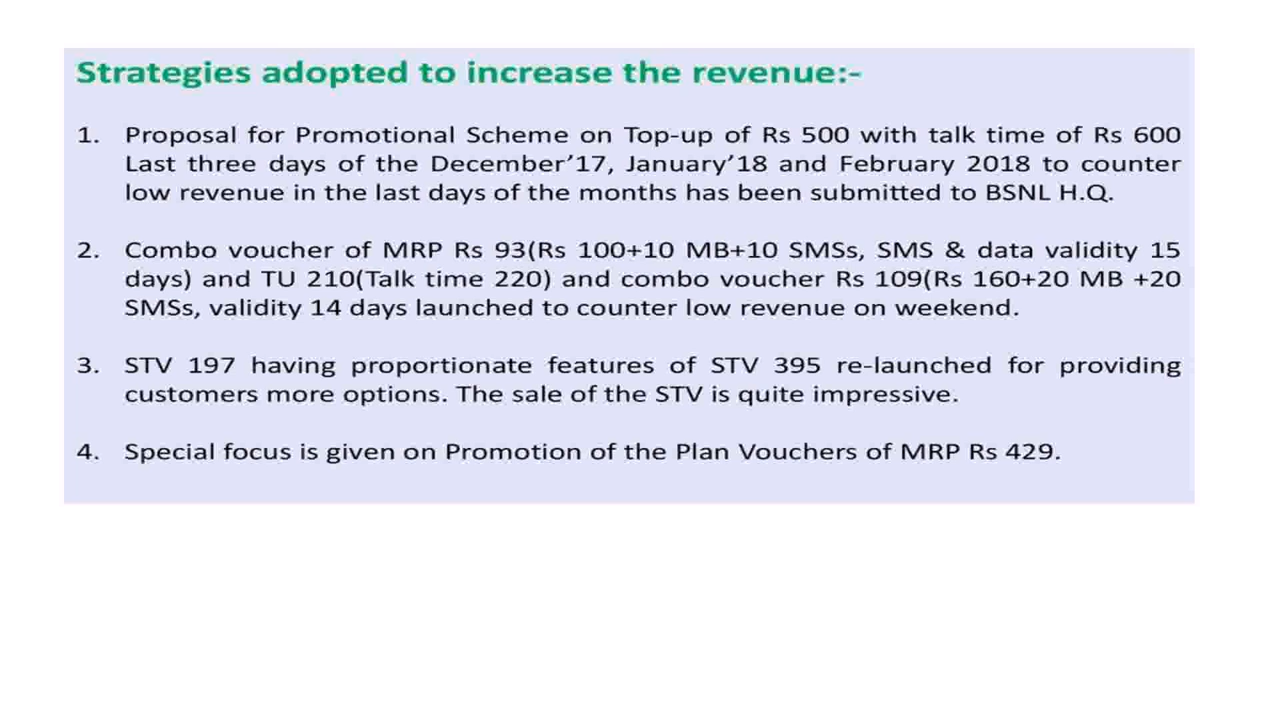 Strategies adopted to increase the revenue:-
1. Proposal for Promotional Scheme on Top-up of Rs 500 with talk time of Rs 600
Last three days of the December’17, January’18 and February 2018 to counter
low revenue in the last days of the months has been submitted to BSNL H.Q.
2. Combo voucher of MRP Rs 93(Rs 100+10 MB+10 SMSs, SMS & data validity 15
days) and TU 210(Talk time 220) and combo voucher Rs 109(Rs 160+20 MB +20
SMSs, validity 14 days launched to counter low revenue on weekend.
3. STV 197 having proportionate features of STV 395 re-launched for providing
customers more options. The sale of the STV is quite impressive.
4. Special focus is given on Promotion of the Plan Vouchers of MRP Rs 429.